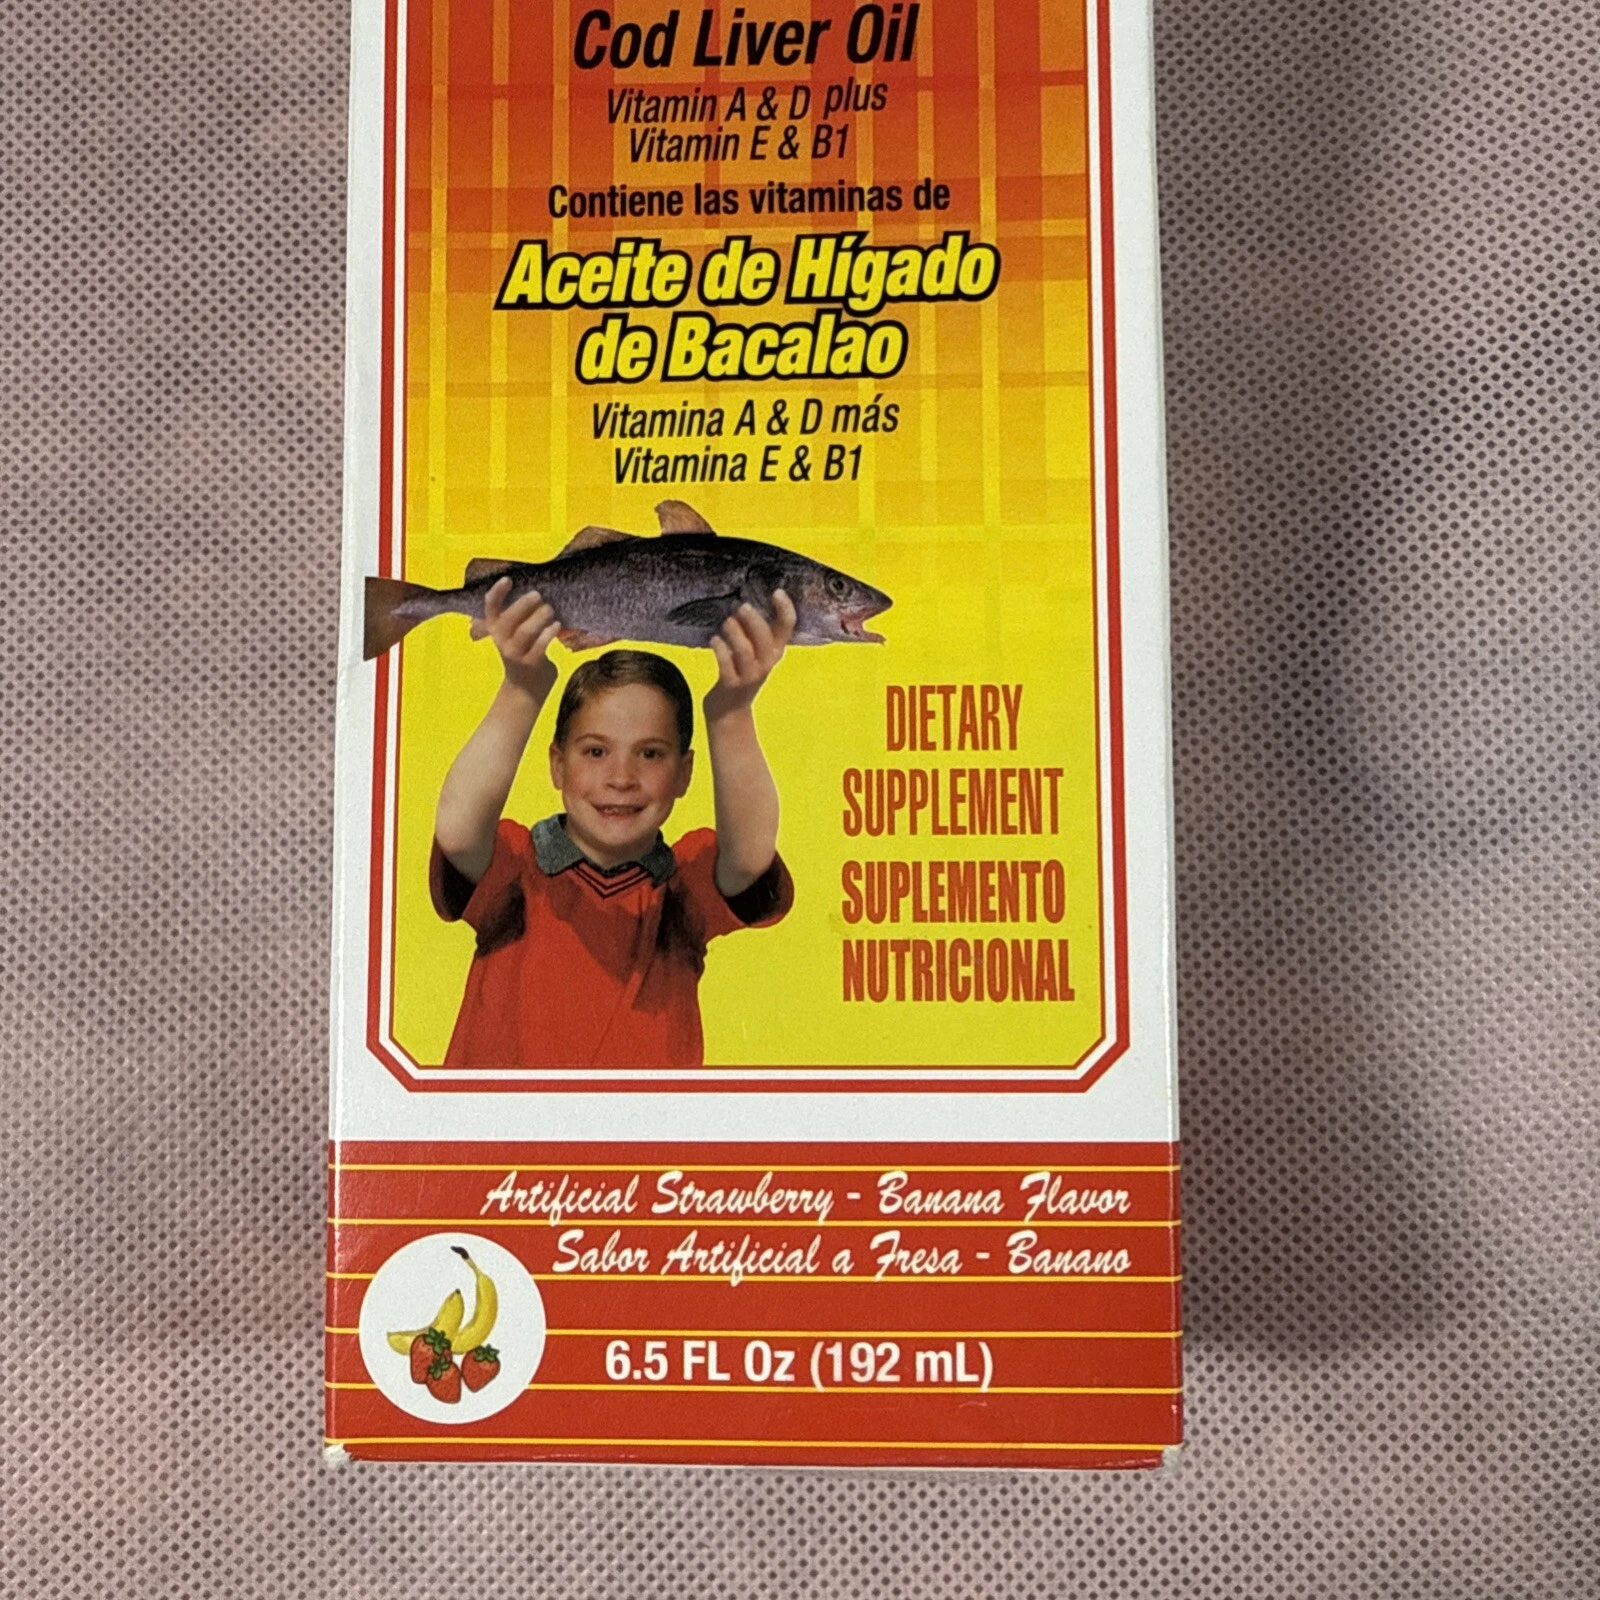 Cod Liver Oil
Vitamin A & D plus
Vitamin E & B1
Contiene las vitaminas de
Aceite de Hígado
de Bacalao
Vitamina A & D más
Vitamina E & B1
DIETARY
SUPPLEMENT
SUPLEMENTO
NUTRICIONAL
Artificial Strawberry - Banana Flavor
Sabor Artificial a Fresa - Banano
6.5 FL Oz (192 mL)